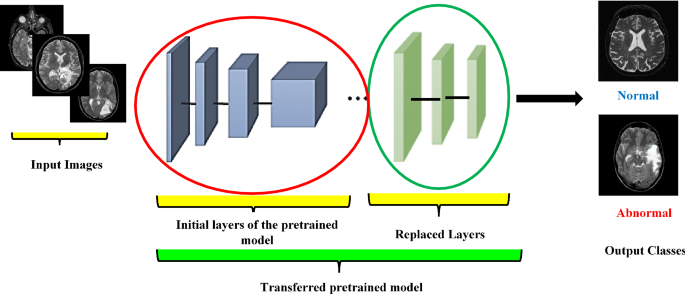 Input Images
Initial layers of the pretrained
model
Replaced Layers
Transferred pretrained model
Normal
Abnormal
Output Classes